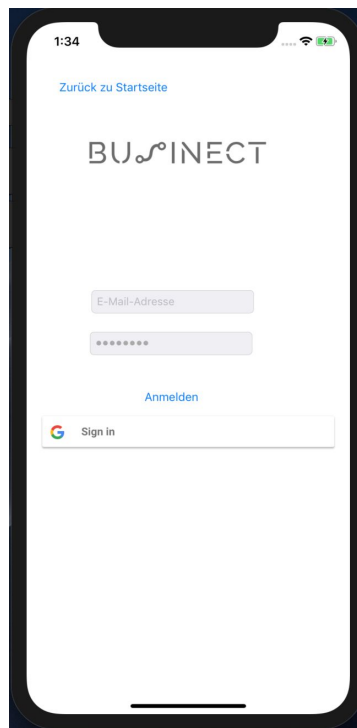 1:34
Zurück zu Startseite
BUSINECT
E-Mail-Adresse
••••••••
Anmelden
G Sign in